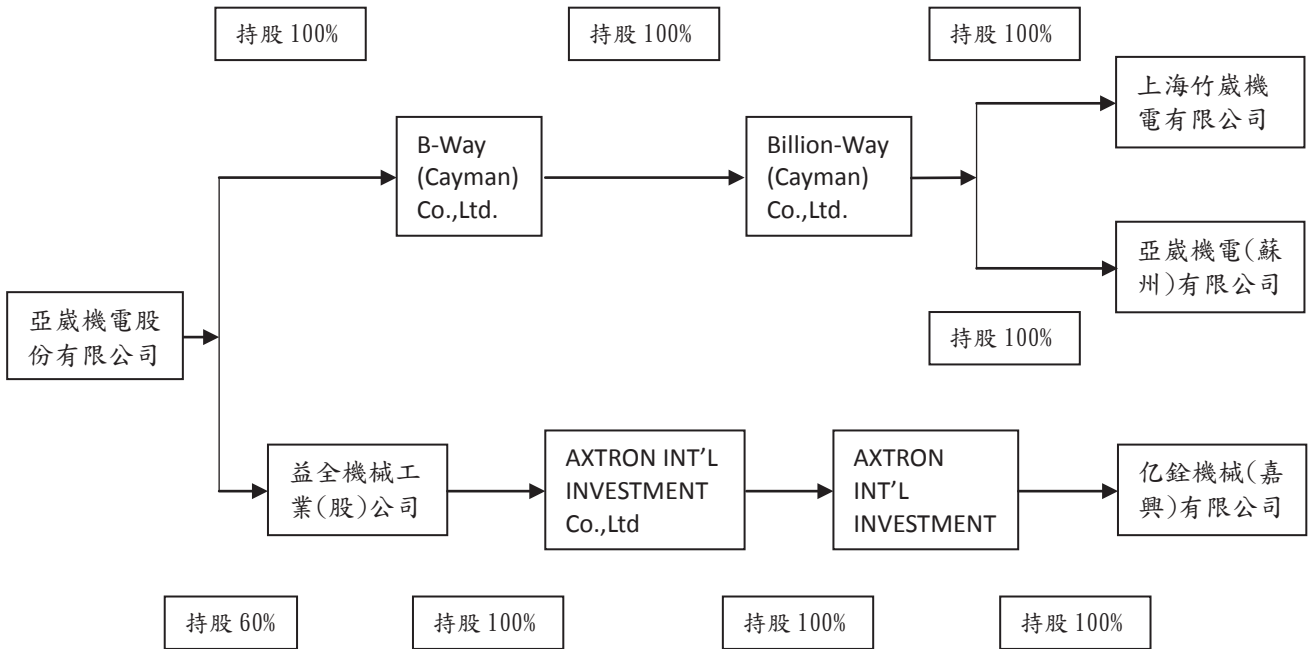 持股 100%
持股 100%
持股 100%
上海竹崴機
電有限公司
B-Way
(Cayman)
Co.,Ltd.
Billion-Way
(Cayman)
Co.,Ltd.
亞崴機電(蘇
州)有限公司
亞崴機電股
份有限公司
持股 100%
益全機械工
業(股)公司
AXTRON INT’L
INVESTMENT
Co.,Ltd
AXTRON
INT’L
INVESTMENT
亿銓機械(嘉
興)有限公司
持股 60%
持股 100%
持股 100%
持股 100%